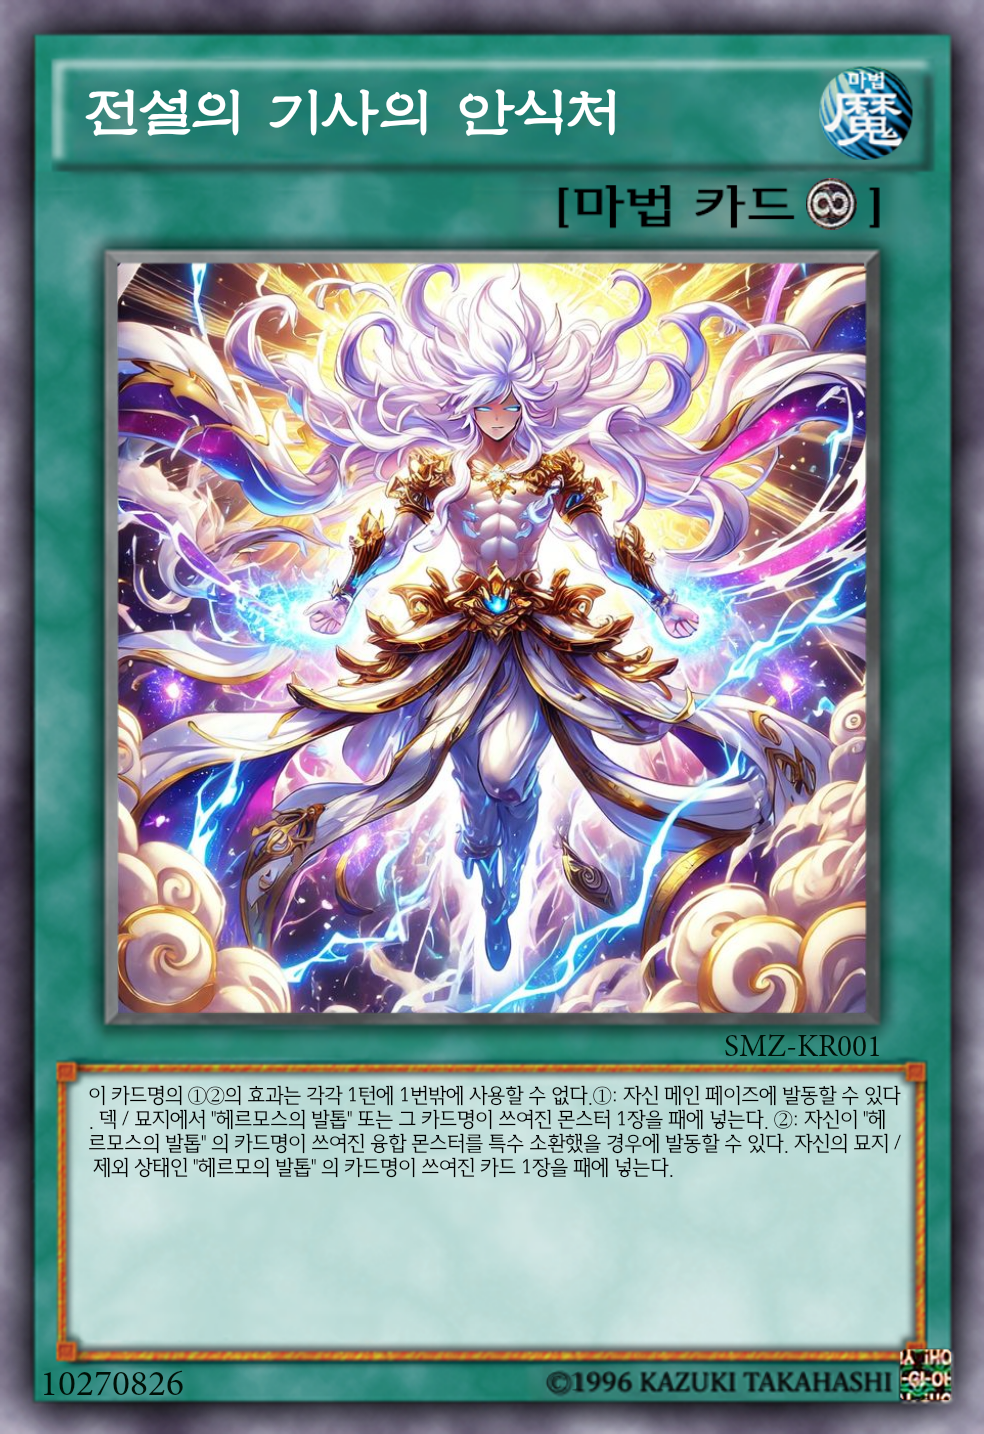 전설의 기사의 안식처
마법
魔
[마법 카드 ]
SMZ-KR001
이 카드명의 ①②의 효과는 각각 1턴에 1번밖에 사용할 수 없다.①: 자신 메인 페이즈에 발동할 수 있다
. 덱 / 묘지에서 "헤르모스의 발톱" 또는 그 카드명이 쓰여진 몬스터 1장을 패에 넣는다. ②: 자신이 "헤
르모스의 발톱" 의 카드명이 쓰여진 융합 몬스터를 특수 소환했을 경우에 발동할 수 있다. 자신의 묘지 /
제외 상태인 "헤르모의 발톱" 의 카드명이 쓰여진 카드 1장을 패에 넣는다.
10270826
©1996 KAZUKI TAKAHASHI